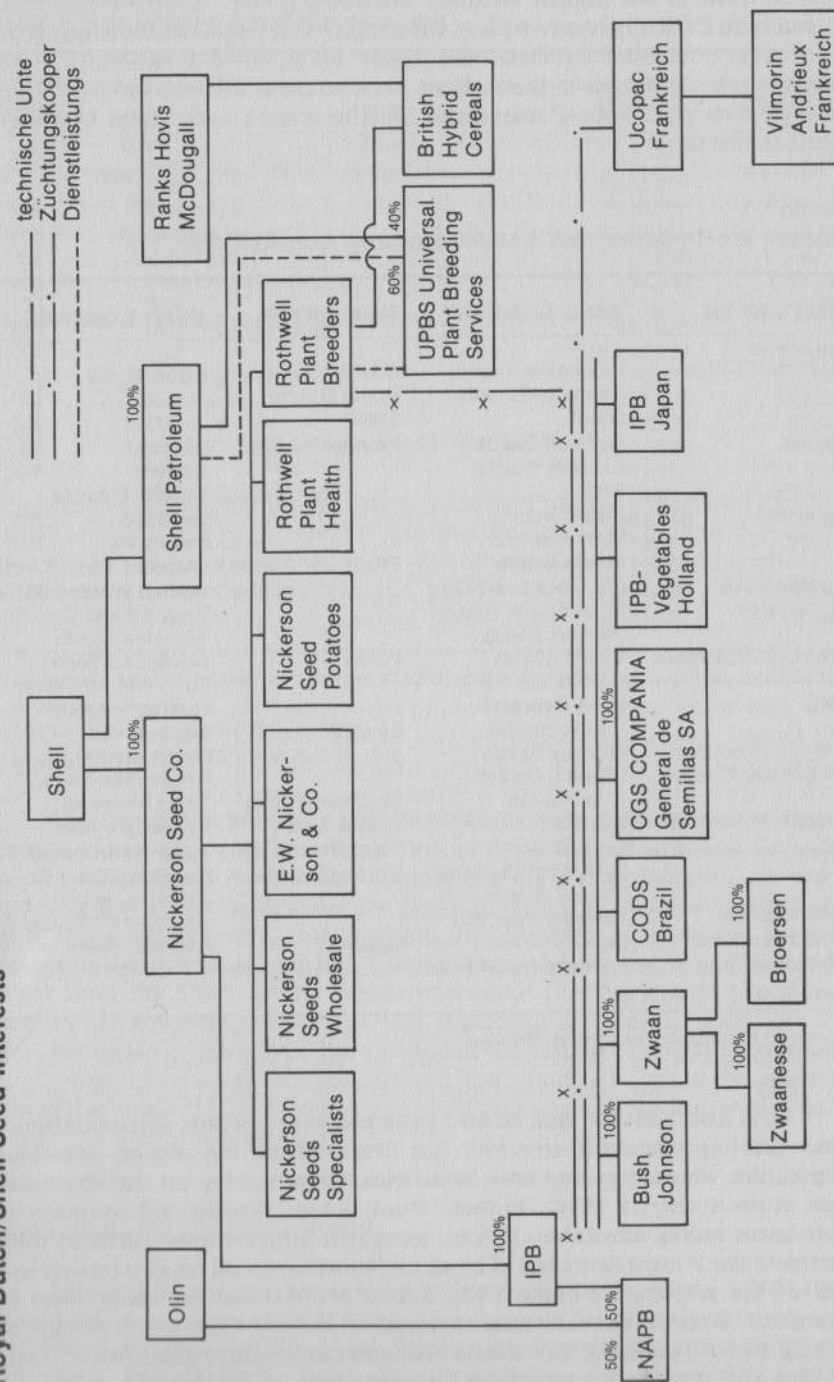 Royal Dutch/Shell Seed Interests
technische Unte
Züchtungskooper
Dienstleistungs
Shell
Olin
100%
Nickerson Seed Co.
100%
Shell Petroleum
Ranks Hovis
McDougall
Nickerson
Seeds
Specialists
Nickerson
Seeds
Wholesale
E.W. Nicker-
son & Co.
Nickerson
Seed
Potatoes
Rothwell
Plant
Health
Rothwell
Plant
Breeders
60%
40%
UPBS Universal
Plant Breeding
Services
British
Hybrid
Cereals
100%
IPB
50%
50%
NAPB
100%
Bush
Johnson
100%
Zwaan
CODS
Brazil
100%
CGS COMPANIA
General de
Semillas SA
IPB-
Vegetables
Holland
IPB
Japan
Ucopac
Frankreich
100%
Zwaanesse
100%
Broersen
Vilmorin
Andrieux
Frankreich